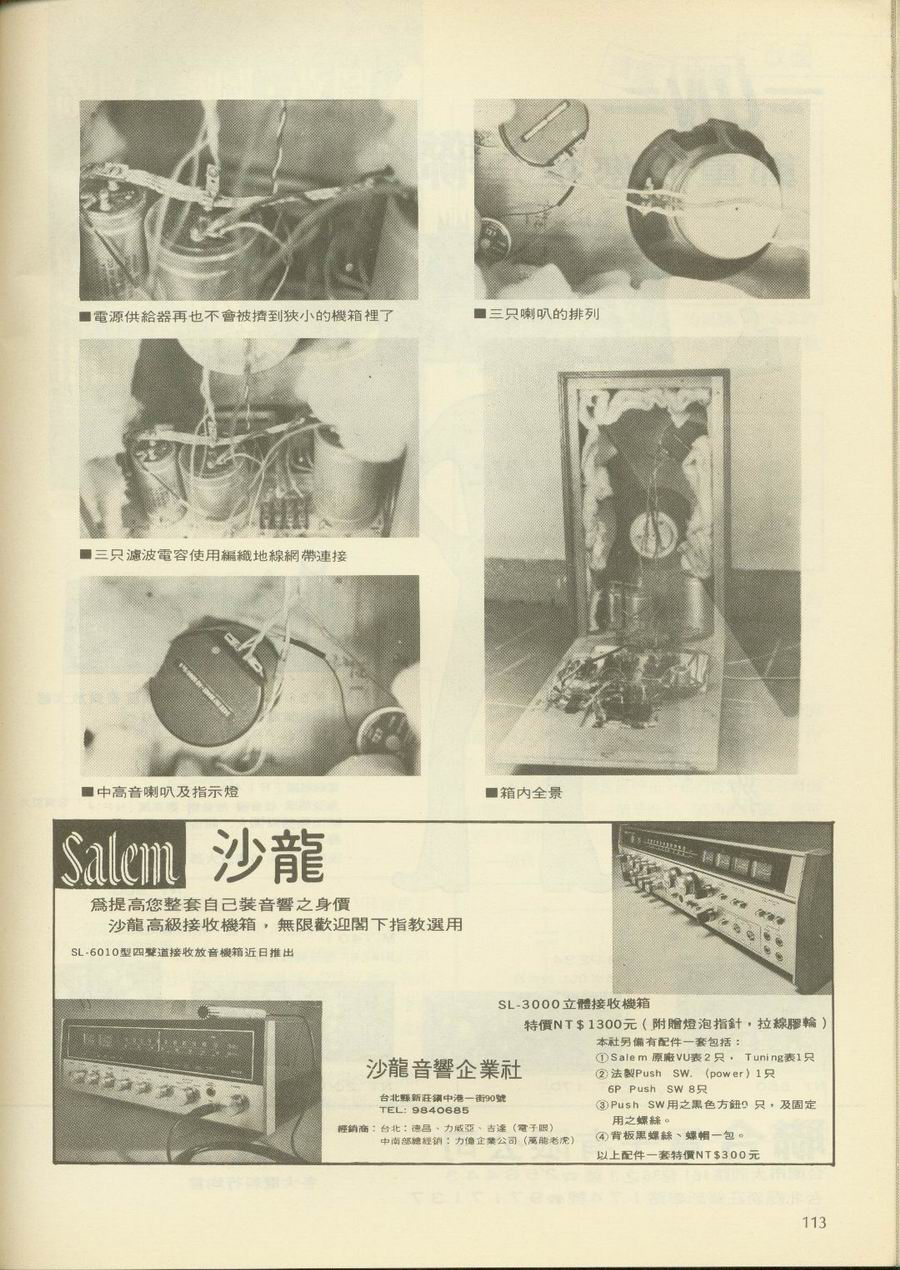 ■電源供給器再也不會被擠到狹小的機箱裡了
■三只喇叭的排列
■三只濾波電容使用編織地線網帶連接
■中高音喇叭及指示燈
■箱内全景
Salem 沙龍
爲提高您整套自己裝音響之身價
沙龍高級接收機箱，無限歡迎閣下指敎選用
SL-6010型四聲道接收放音機箱近日推出
SL-3000立體接收機箱
特價NT$1300元(附贈燈泡指針，拉線膠輪)
本社另備有配件一套包括：
①Salem 原廠VU表2只， Tuning表1只
②法製Push SW. (power) 1只
6P Push SW 8只
③Push SW用之黑色方鈕9 只，及固定
用之螺絲。
④背板黑螺絲、螺帽一包。
以上配件一套特價NT$300元
沙龍音響企業社
台北縣新莊鎭中港一街90號
TEL: 9840685
經銷商：台北：德昌、力威亞、吉達（電子眼）
中南部總經銷：力偉企業公司（萬能老虎）
113